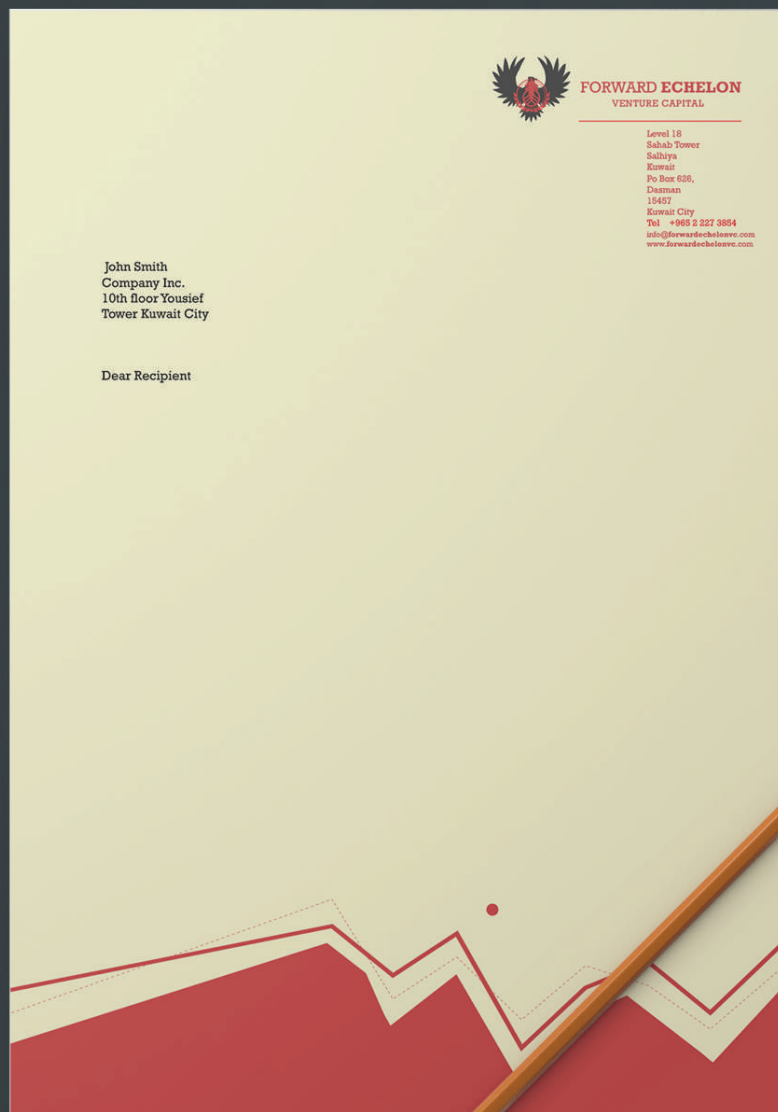 FORWARD ECHELON
VENTURE CAPITAL
Level 18
Sahab Tower
Salhiya
Kuwait
Po Box 626,
Dasman
15457
Kuwait City
Tel +965 2 227 3854
info@forwardechelonvc.com
www.forwardechelonvc.com
John Smith
Company Inc.
10th floor Yousief
Tower Kuwait City
Dear Recipient